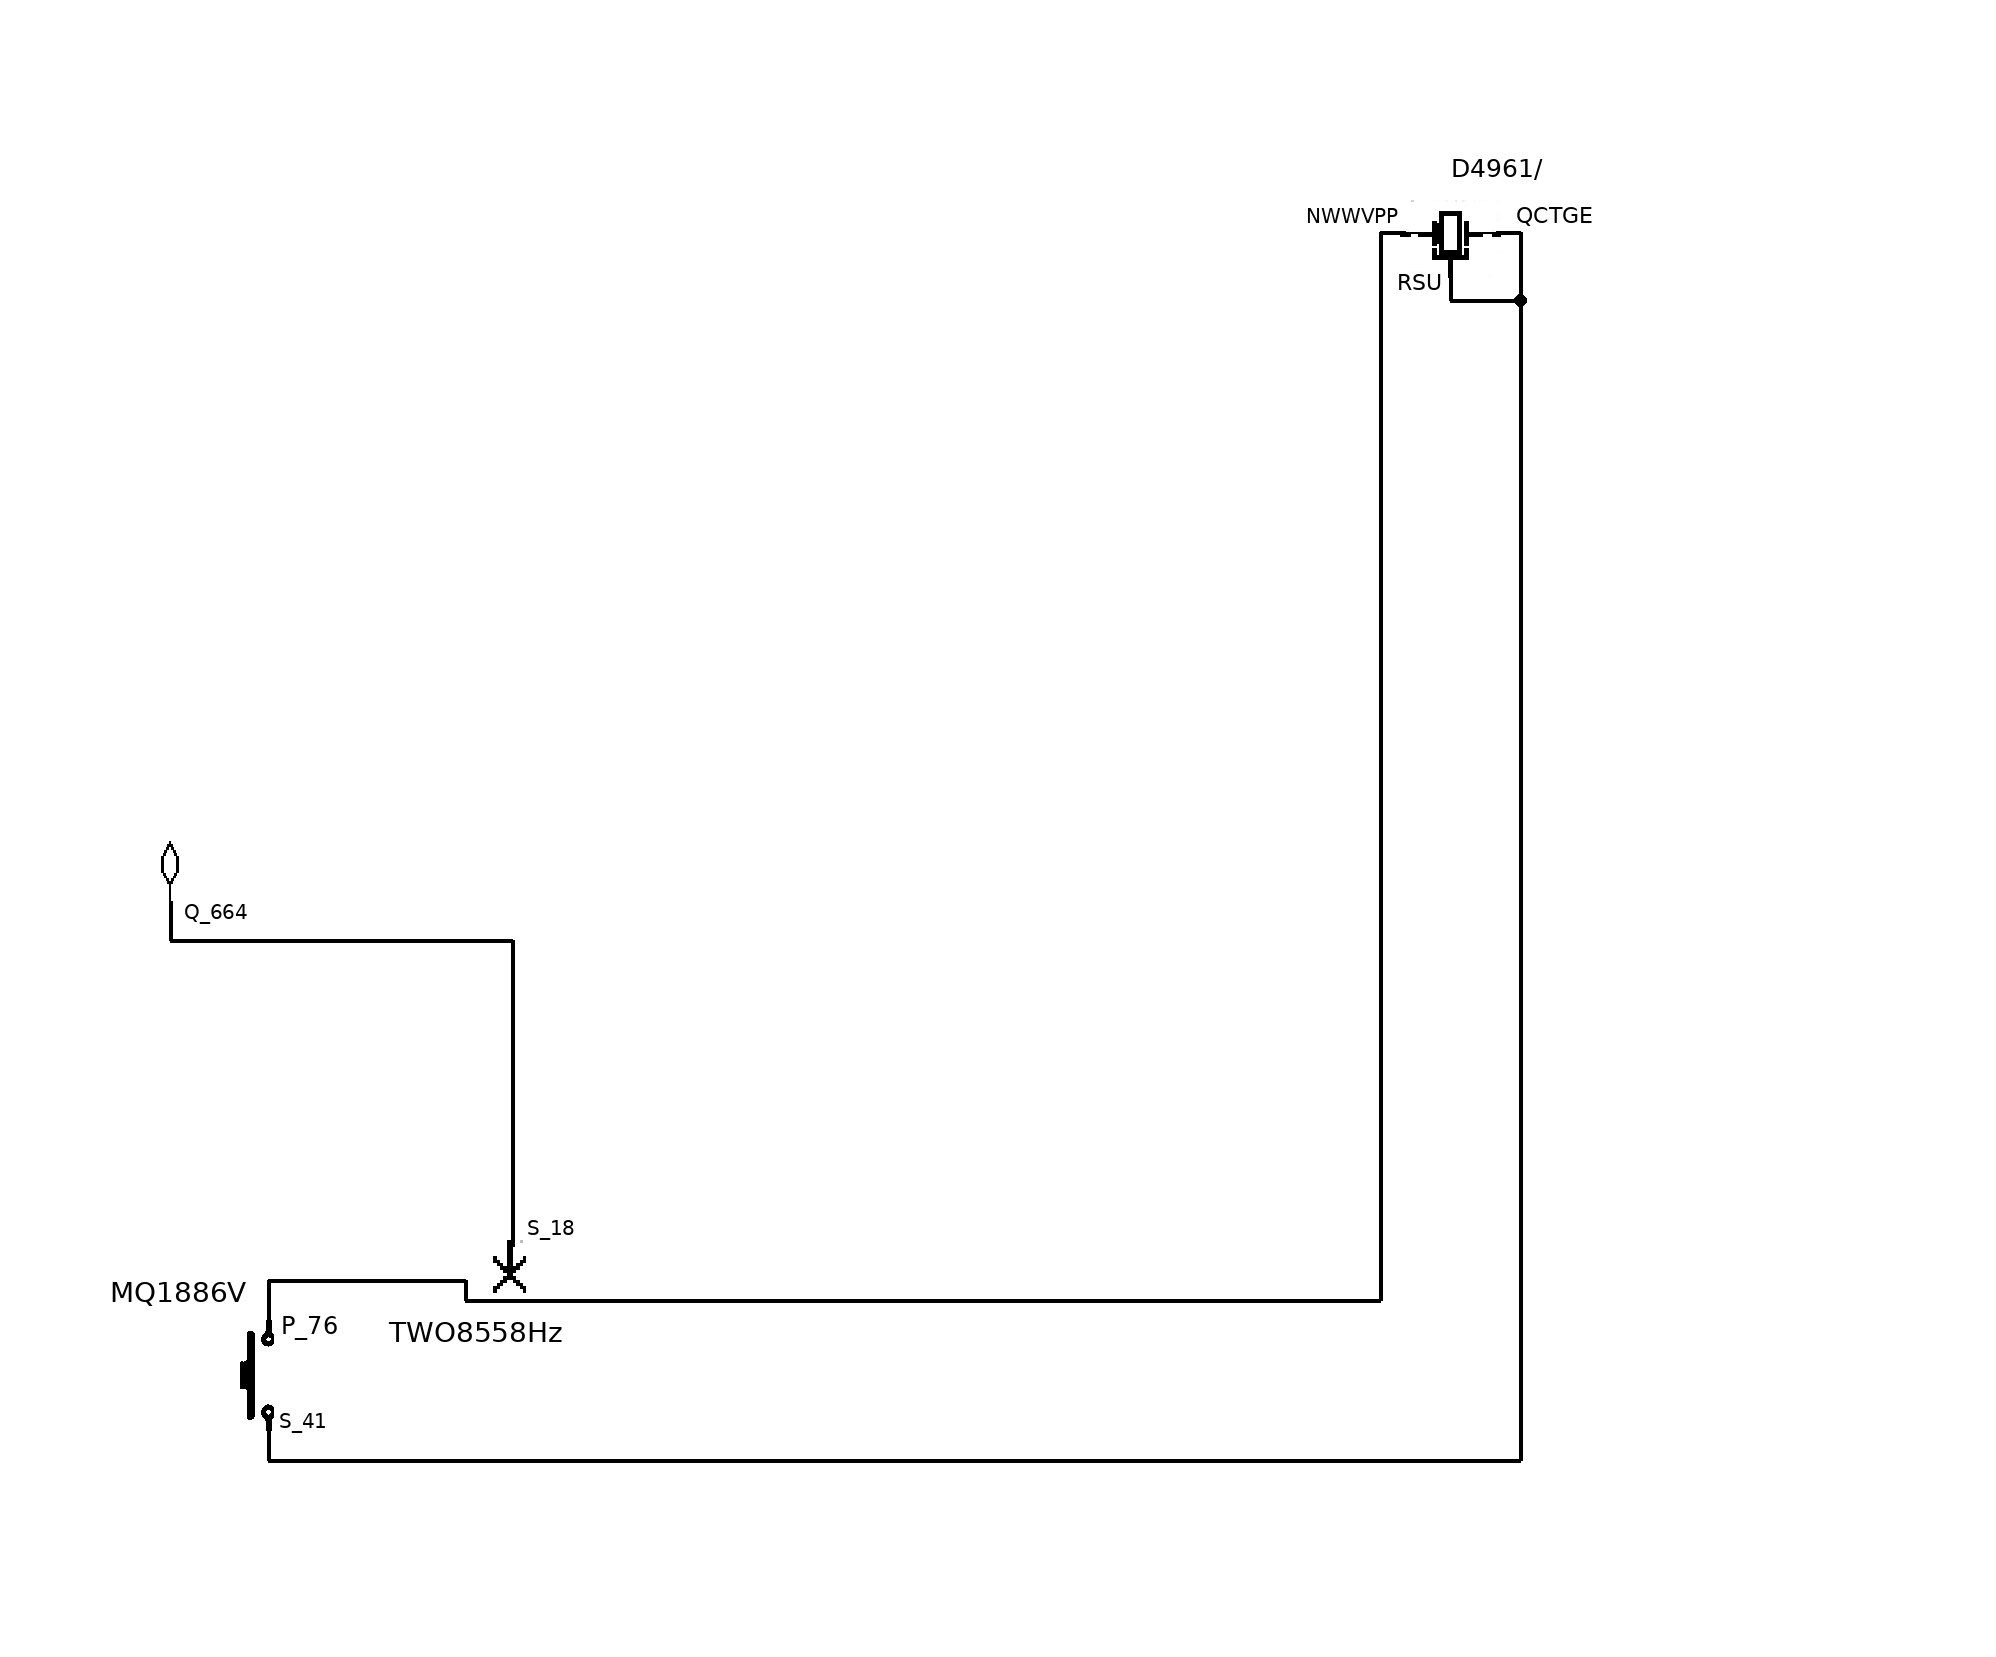 D4961/
NWWVPP
QCTGE
RSU
Q_664
S_18
MQ1886V
P_76
TWO8558Hz
S_41